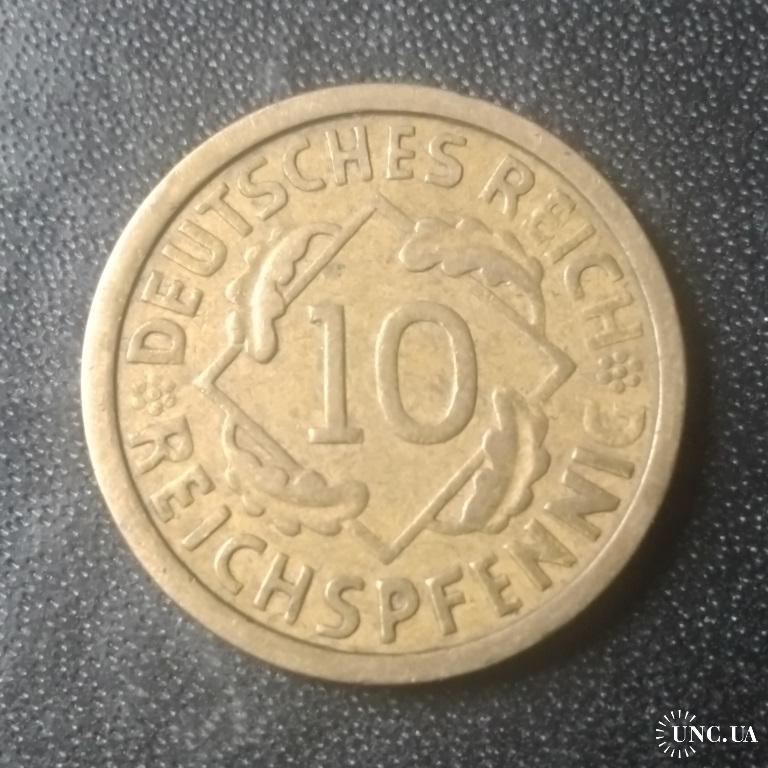 DEUTSCHES REICH
10
REICHSPFENNIG
UNC.UA